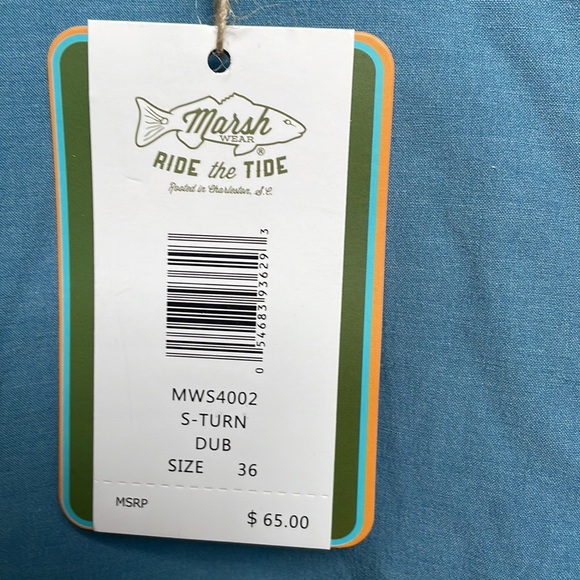 Marsh
WEAR ®
RIDE the TIDE
Rooted in Charleston, S.C.
0 54683 93629 3
MWS4002
S-TURN
DUB
SIZE 36
MSRP
$ 65.00